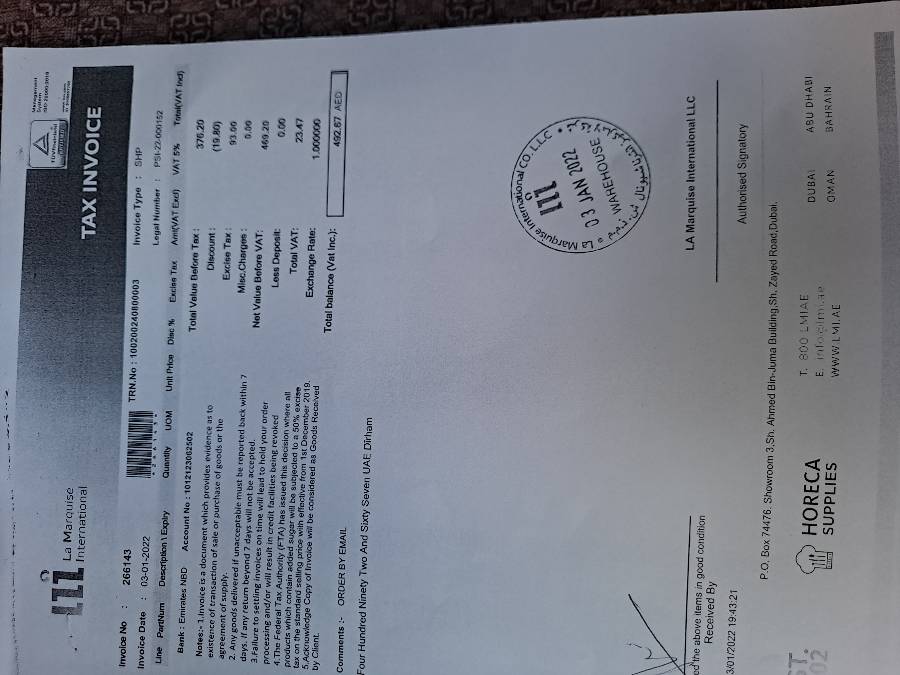 La Marquise
International
TÜVRheinland
Management
System
ISO 22000:2018
TAX INVOICE
Invoice No : 266143
TRN.No : 100200240800003
Invoice Type : SHP
Invoice Date : 03-01-2022
Legal Number : PSI-22-000152
Line PartNum Description \ Expiry Quantity UOM Unit Price Disc % Excise Tax Amt(VAT Excl) VAT 5% Total(VAT Incl)
Bank : Emirates NBD Account No : 1012123062502
Total Value Before Tax : 376.20
Discount : (19.80)
Excise Tax : 93.00
Misc.Charges : 0.00
Net Value Before VAT: 469.20
Less Deposit: 0.00
Total VAT: 23.47
Exchange Rate: 1.000000
Total balance (Vat Inc.): 492.67 AED
Notes:- 1.Invoice is a document which provides evidence as to
existence of transaction of sale or purchase of goods or the
agreement of supply.
2. Any goods delivered if unacceptable must be reported back within 7
days. If any return beyond 7 days will not be accepted.
3.Failure to settling invoices on time will lead to hold your order
processing and/or will result in credit facilities being revoked
4.The Federal Tax Authority (FTA) has issued this decision where all
products which contain added sugar will be subjected to a 50% excise
tax on the standard selling price with effective from 1st December 2019.
5.Acknowledge Copy of Invoice will be considered as Goods Received
by Client.
Comments :- ORDER BY EMAIL
Four Hundred Ninety Two And Sixty Seven UAE Dirham
La Marquise International CO. L.L.C
03 JAN 2022
WAREHOUSE
ed the above items in good condition
Received By
3/01/2022 19:43:21
LA Marquise International LLC
Authorised Signatory
P.O, Box 74476, Showroom 3,Sh. Ahmed Bin-Juma Building,Sh. Zayed Road,Dubai.
HORECA
SUPPLIES
T. 800 LMIAE
E. info@lmi.ae
WWW.LMI.AE
DUBAI ABU DHABI
OMAN BAHRAIN
ST.
02